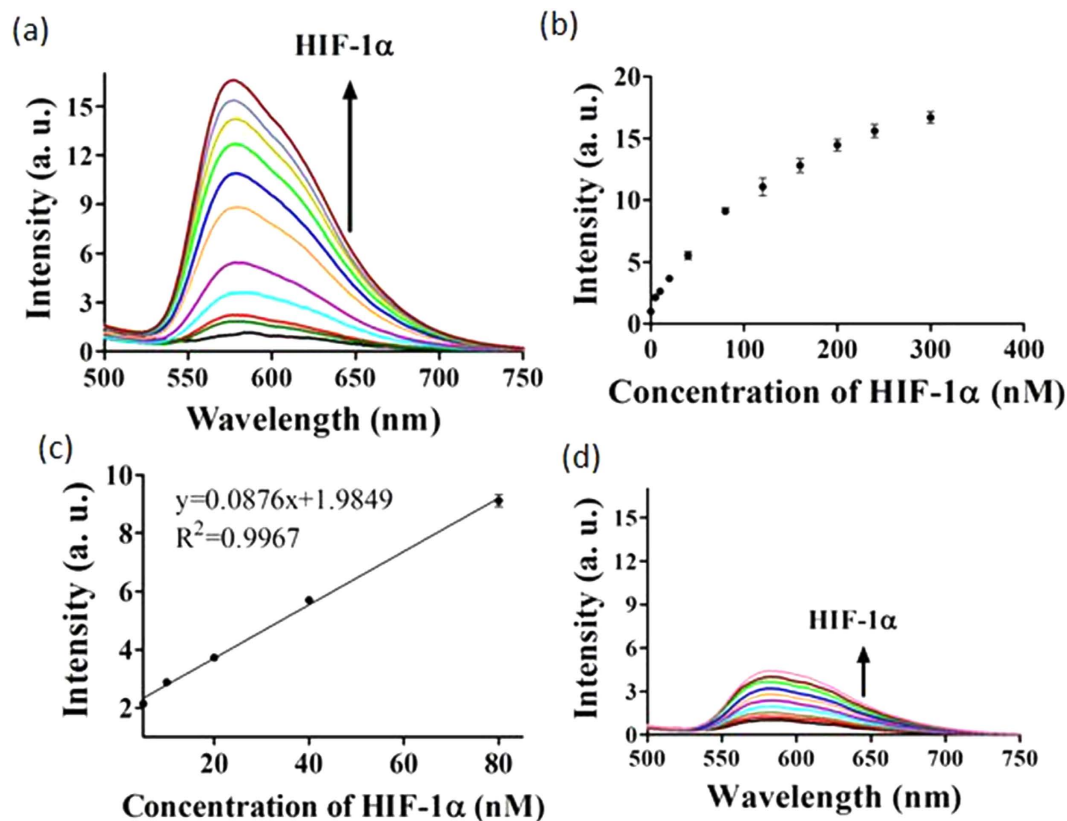 (a)
HIF-1α
15
12
9
6
3
0
500 550 600 650 700 750
Intensity (a. u.)
Wavelength (nm)
(b)
20
15
10
5
0
0 100 200 300 400
Intensity (a. u.)
Concentration of HIF-1α (nM)
(c)
y=0.0876x+1.9849
R²=0.9967
10
8
6
4
2
20 40 60 80
Intensity (a. u.)
Concentration of HIF-1α (nM)
(d)
HIF-1α
15
12
9
6
3
0
500 550 600 650 700 750
Intensity (a. u.)
Wavelength (nm)